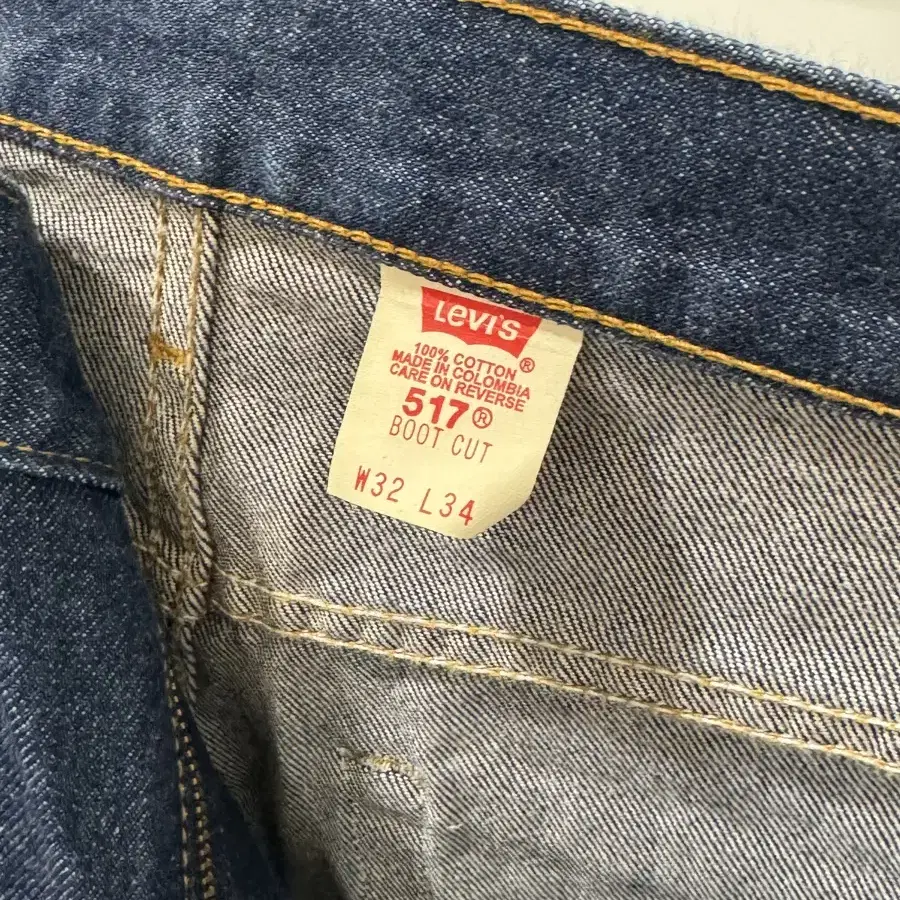 Levi's
®
100% COTTON
MADE IN COLOMBIA
CARE ON REVERSE
517®
BOOT CUT
W32 L34